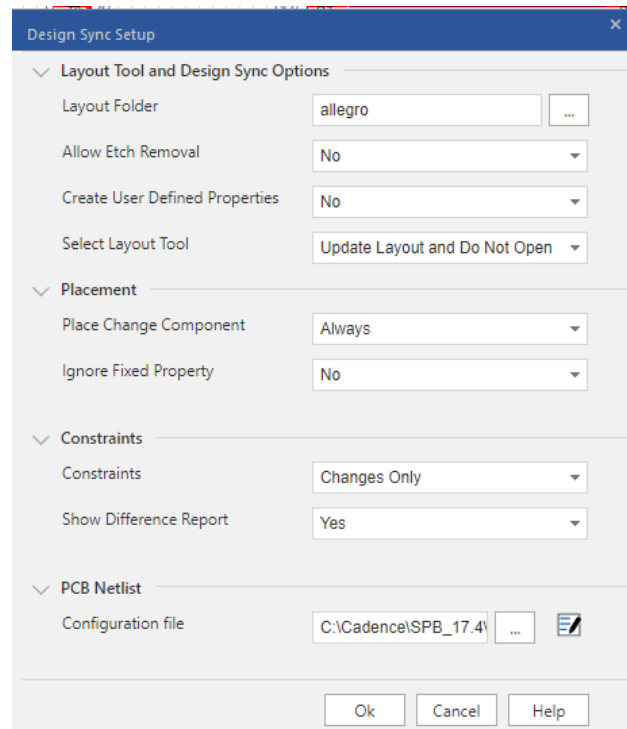 Design Sync Setup
Layout Tool and Design Sync Options
Layout Folder
allegro
...
Allow Etch Removal
No
Create User Defined Properties
No
Select Layout Tool
Update Layout and Do Not Open
Placement
Place Change Component
Always
Ignore Fixed Property
No
Constraints
Constraints
Changes Only
Show Difference Report
Yes
PCB Netlist
Configuration file
C:\Cadence\SPB_17.4\
...
Ok
Cancel
Help